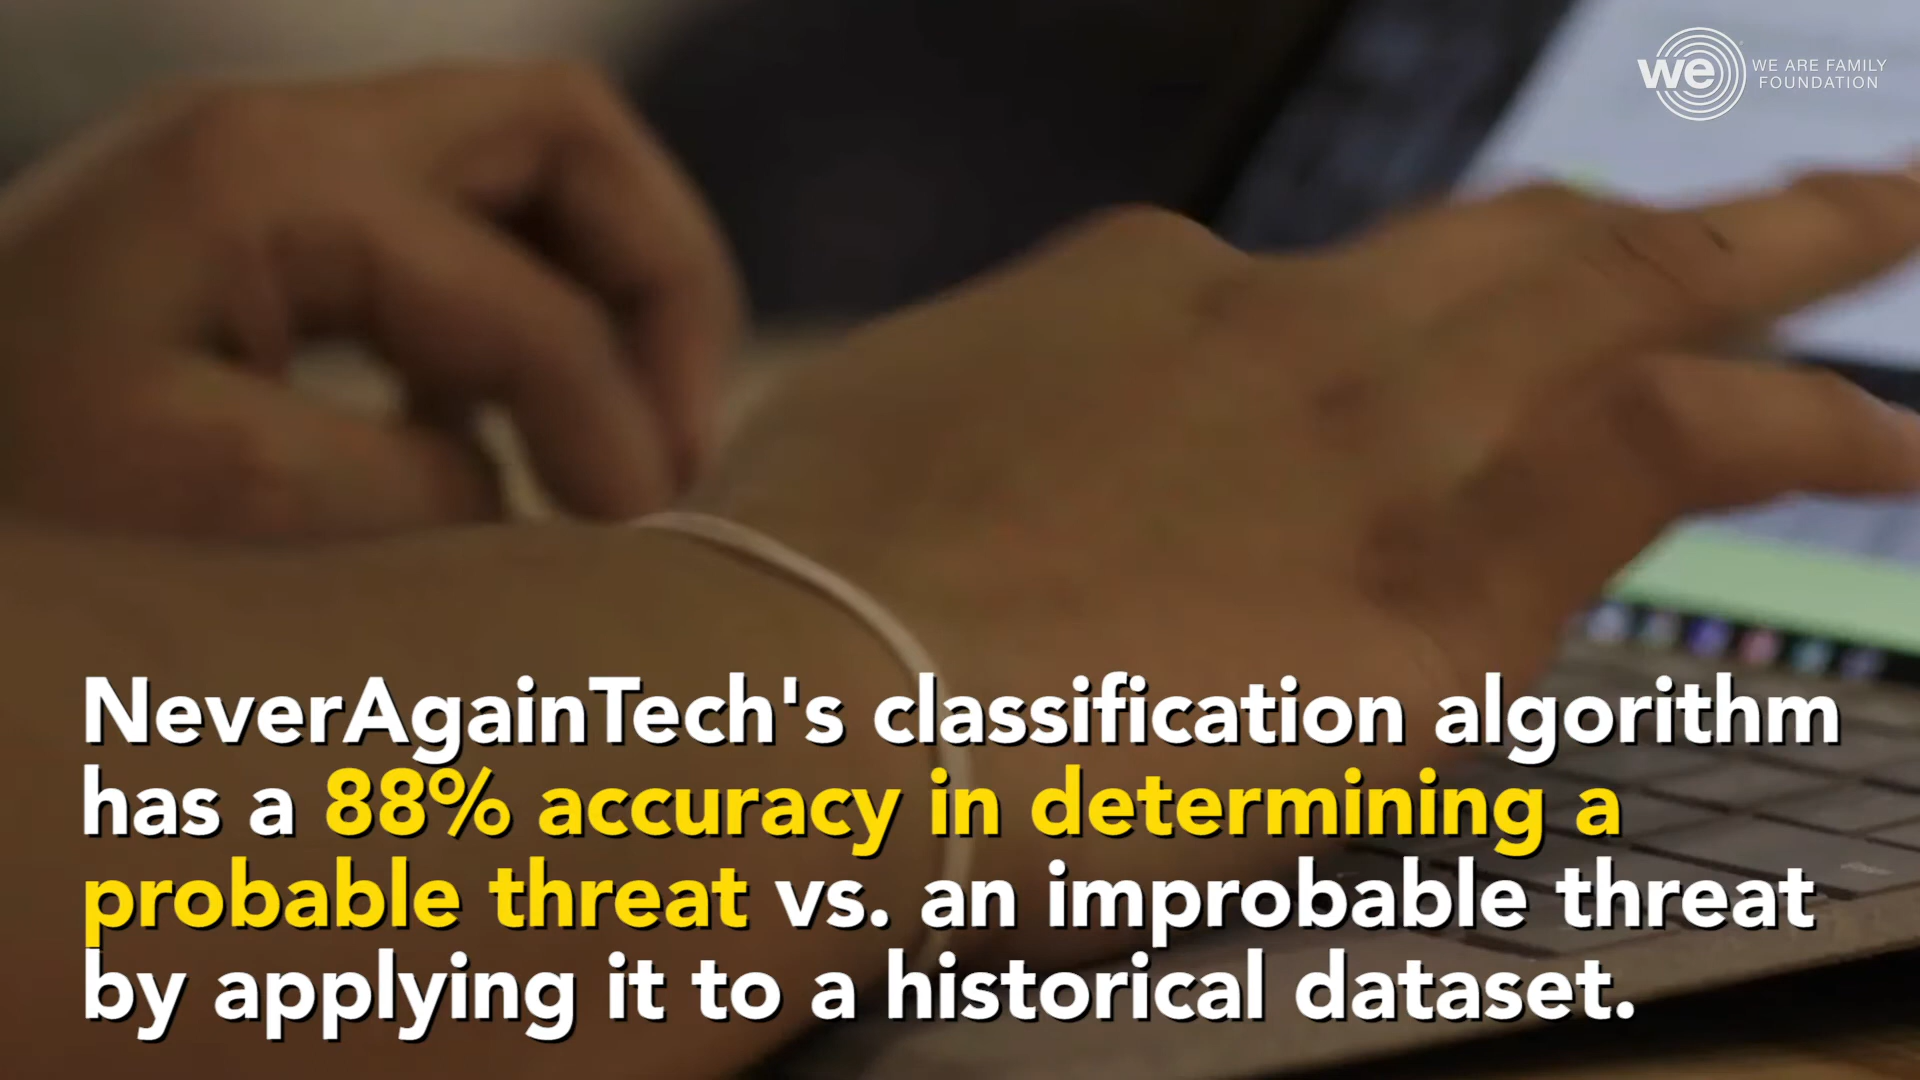 we
WE ARE FAMILY
FOUNDATION
NeverAgainTech's classification algorithm
has a 88% accuracy in determining a
probable threat vs. an improbable threat
by applying it to a historical dataset.